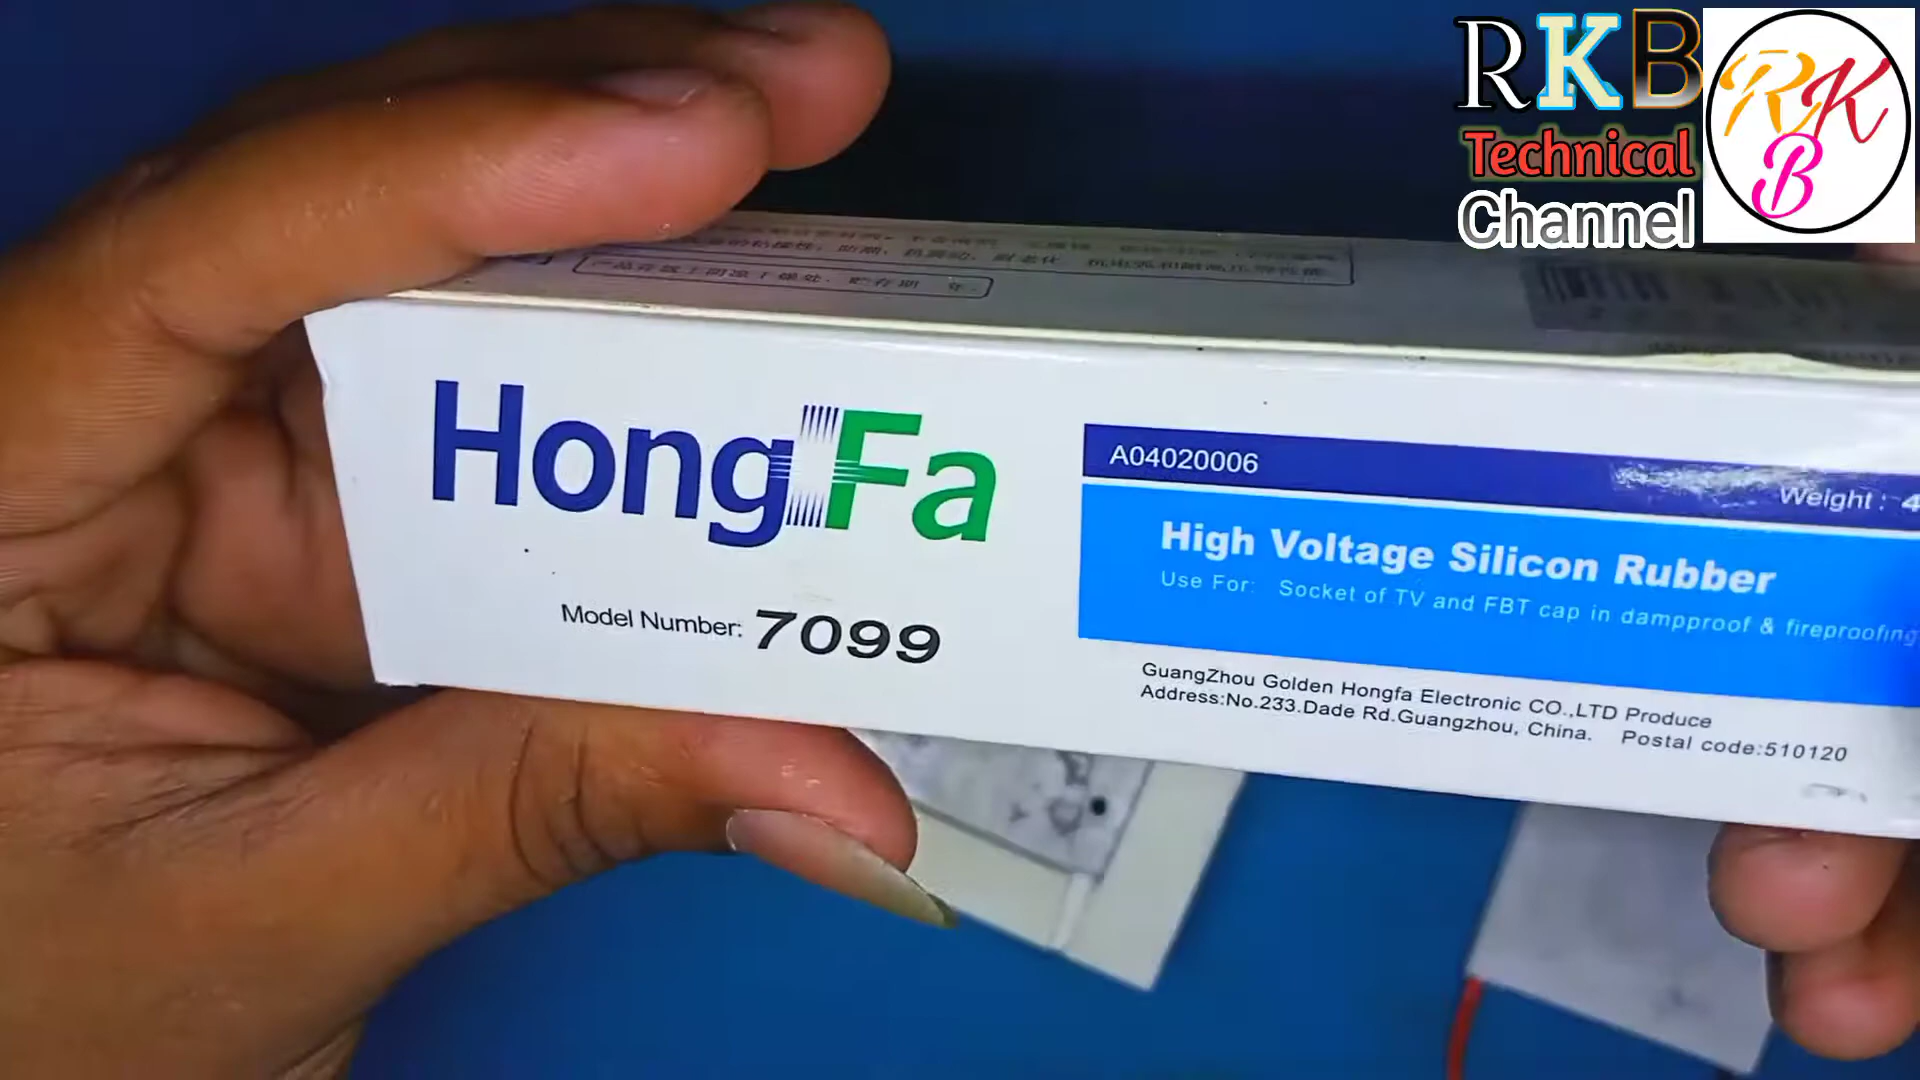 RKB
Technical
Channel
RK
B
HongFa
Model Number: 7099
A04020006
Weight : 4
High Voltage Silicon Rubber
Use For: Socket of TV and FBT cap in dampproof & fireproofing
GuangZhou Golden Hongfa Electronic CO.,LTD Produce
Address:No.233.Dade Rd.Guangzhou, China. Postal code:510120